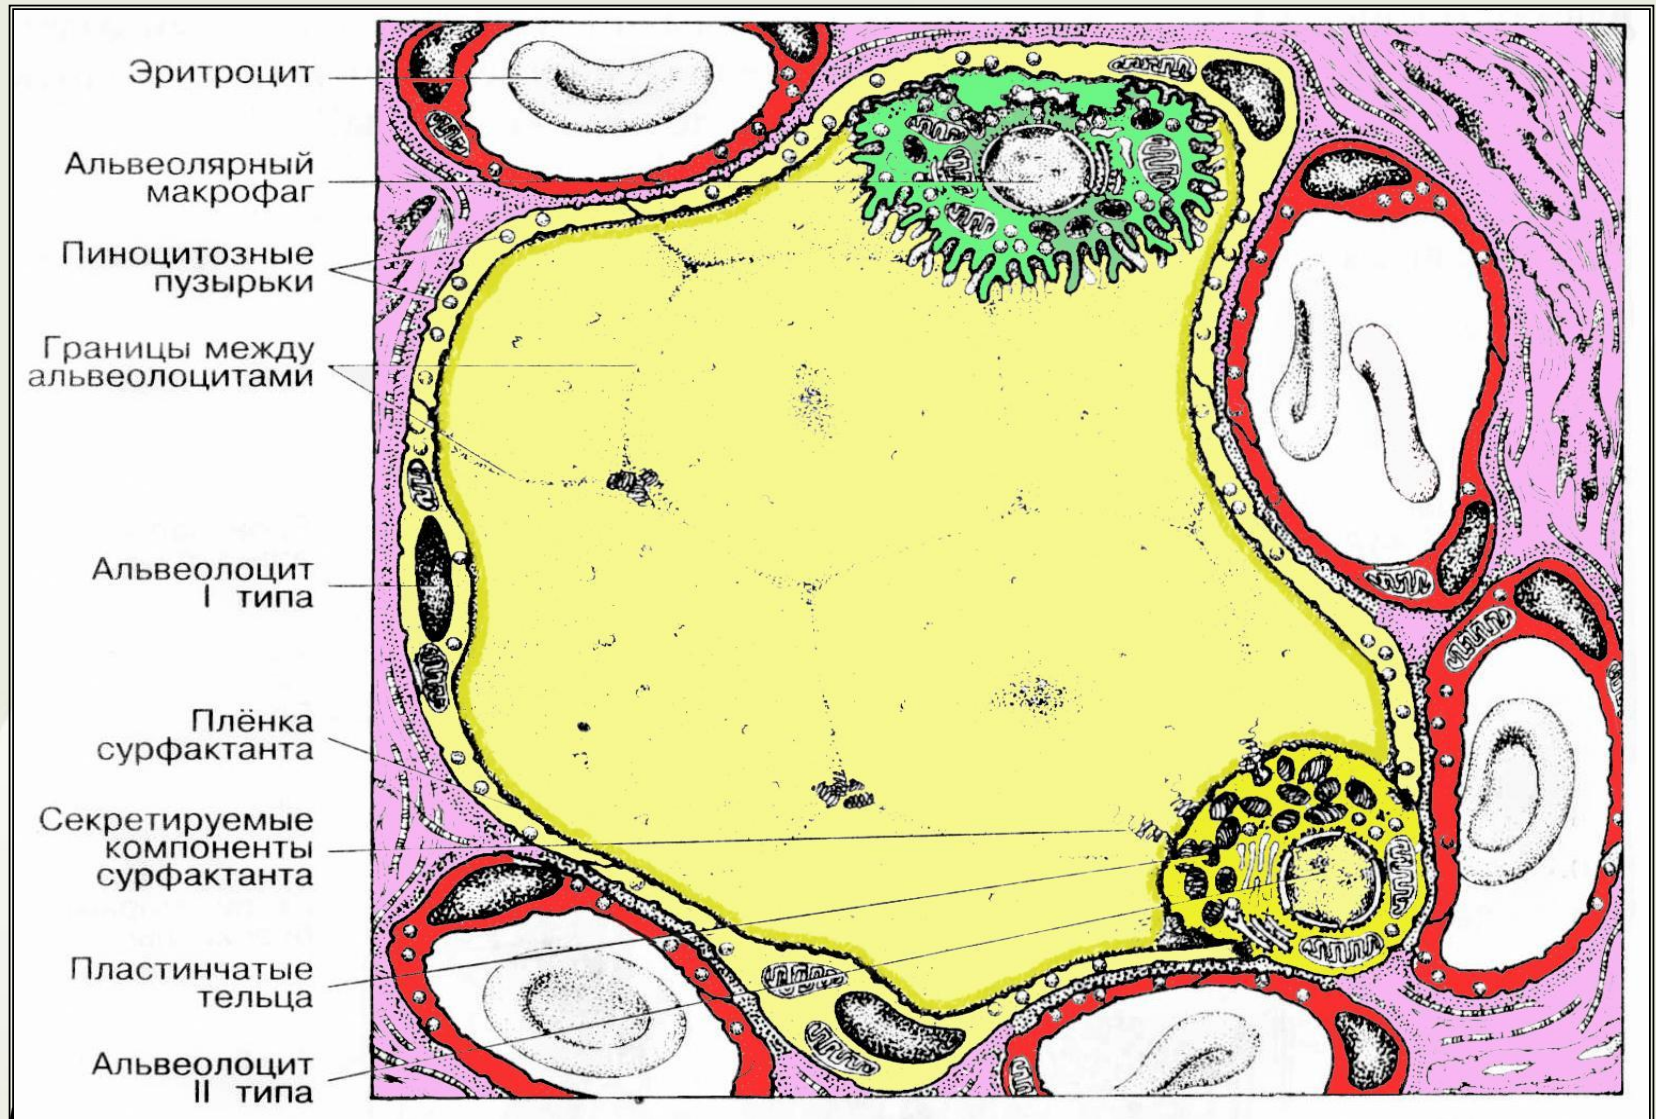 Эритроцит
Альвеолярный
макрофаг
Пиноцитозные
пузырьки
Границы между
альвеолоцитами
Альвеолоцит
I типа
Плёнка
сурфактанта
Секретируемые
компоненты
сурфактанта
Пластинчатые
тельца
Альвеолоцит
II типа